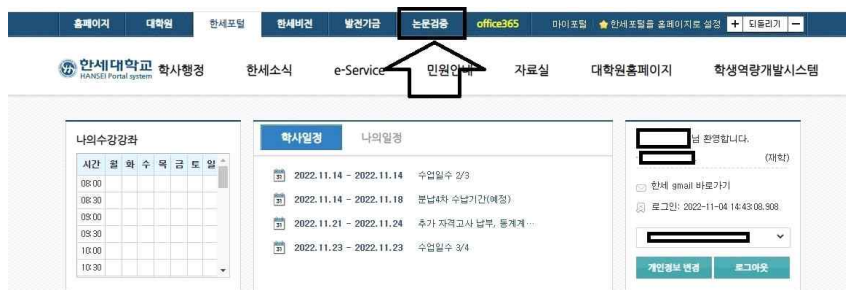 홈페이지 대학원 한세포털 한세비전 발전기금 논문검증 office365 마이포털 한세포털을 홈페이지로 설정 + 되돌리기 -
한세대학교 HANSEI Portal system 학사행정 한세소식 e-Service 민원안내 자료실 대학원홈페이지 학생역량개발시스템
나의수강강좌
시간 월 화 수 목 금 토 일
08:00
08:30
09:00
09:30
10:00
10:30
학사일정 나의일정
31 2022.11.14 - 2022.11.14 수업일수 2/3
31 2022.11.14 - 2022.11.18 분납4차 수납기간(예정)
31 2022.11.21 - 2022.11.24 추가 자격고사 납부, 동계계…
31 2022.11.23 - 2022.11.23 수업일수 3/4
님 환영합니다.
(재학)
한세 gmail 바로가기
로그인: 2022-11-04 14:43:08.908
개인정보 변경 로그아웃